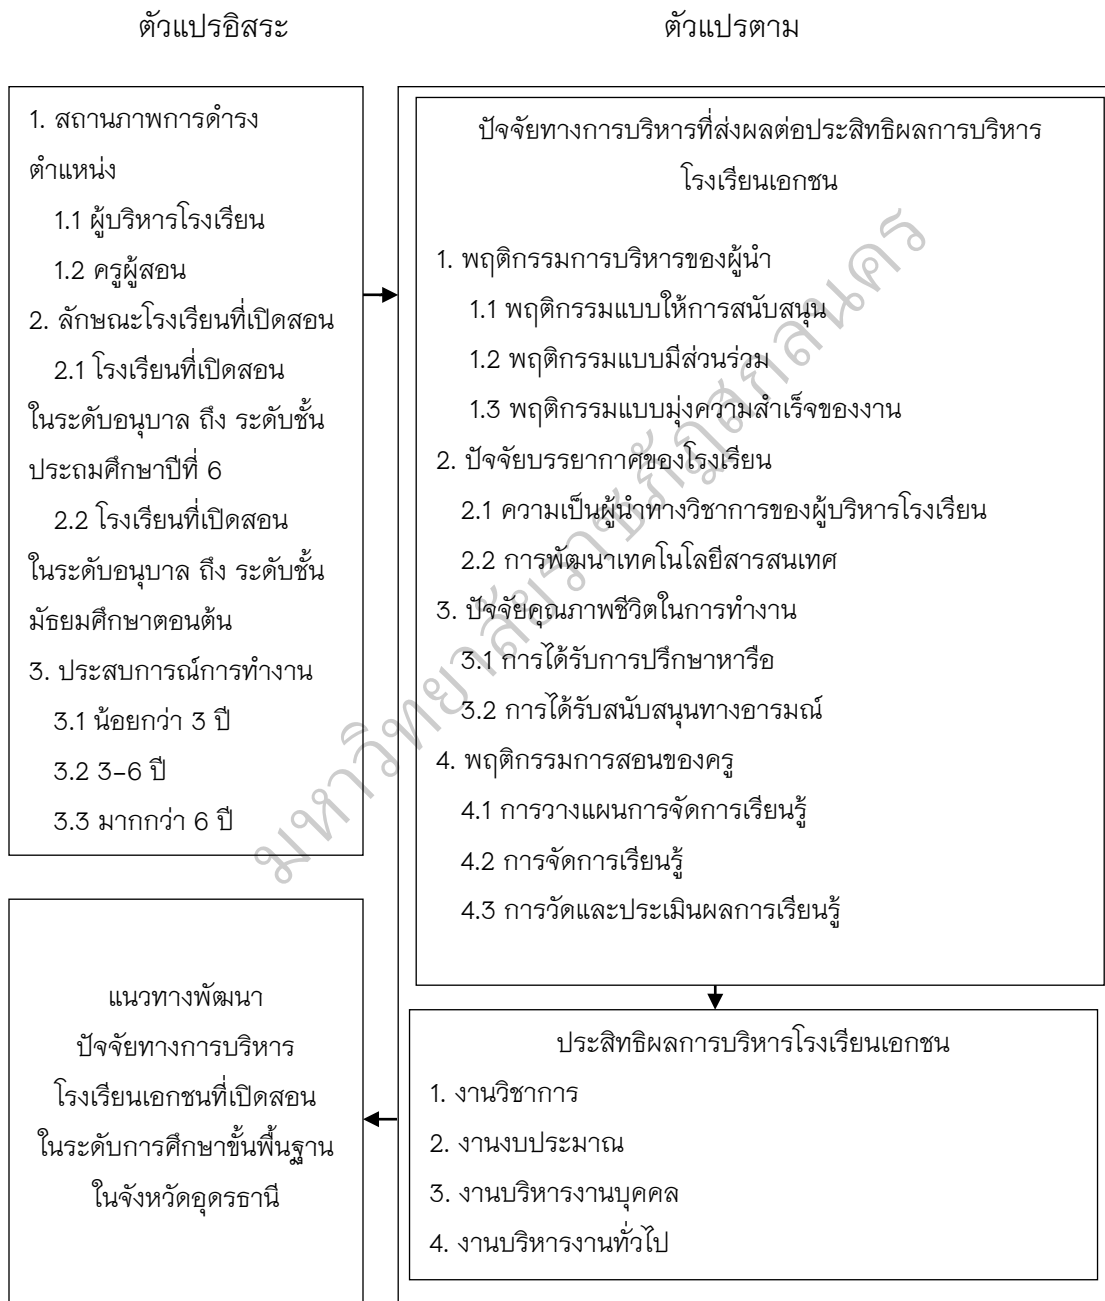 ตัวแปรอิสระ
ตัวแปรตาม
1. สถานภาพการดำรง
ตำแหน่ง
1.1 ผู้บริหารโรงเรียน
1.2 ครูผู้สอน
2. ลักษณะโรงเรียนที่เปิดสอน
2.1 โรงเรียนที่เปิดสอน
ในระดับอนุบาล ถึง ระดับชั้น
ประถมศึกษาปีที่ 6
2.2 โรงเรียนที่เปิดสอน
ในระดับอนุบาล ถึง ระดับชั้น
มัธยมศึกษาตอนต้น
3. ประสบการณ์การทำงาน
3.1 น้อยกว่า 3 ปี
3.2 3-6 ปี
3.3 มากกว่า 6 ปี
ปัจจัยทางการบริหารที่ส่งผลต่อประสิทธิผลการบริหาร
โรงเรียนเอกชน
1. พฤติกรรมการบริหารของผู้นำ
1.1 พฤติกรรมแบบให้การสนับสนุน
1.2 พฤติกรรมแบบมีส่วนร่วม
1.3 พฤติกรรมแบบมุ่งความสำเร็จของงาน
2. ปัจจัยบรรยากาศของโรงเรียน
2.1 ความเป็นผู้นำทางวิชาการของผู้บริหารโรงเรียน
2.2 การพัฒนาเทคโนโลยีสารสนเทศ
3. ปัจจัยคุณภาพชีวิตในการทำงาน
3.1 การได้รับการปรึกษาหารือ
3.2 การได้รับสนับสนุนทางอารมณ์
4. พฤติกรรมการสอนของครู
4.1 การวางแผนการจัดการเรียนรู้
4.2 การจัดการเรียนรู้
4.3 การวัดและประเมินผลการเรียนรู้
แนวทางพัฒนา
ปัจจัยทางการบริหาร
โรงเรียนเอกชนที่เปิดสอน
ในระดับการศึกษาขั้นพื้นฐาน
ในจังหวัดอุดรธานี
ประสิทธิผลการบริหารโรงเรียนเอกชน
1. งานวิชาการ
2. งานงบประมาณ
3. งานบริหารงานบุคคล
4. งานบริหารงานทั่วไป
มหาวิทยาลัยราชภัฏสกลนคร